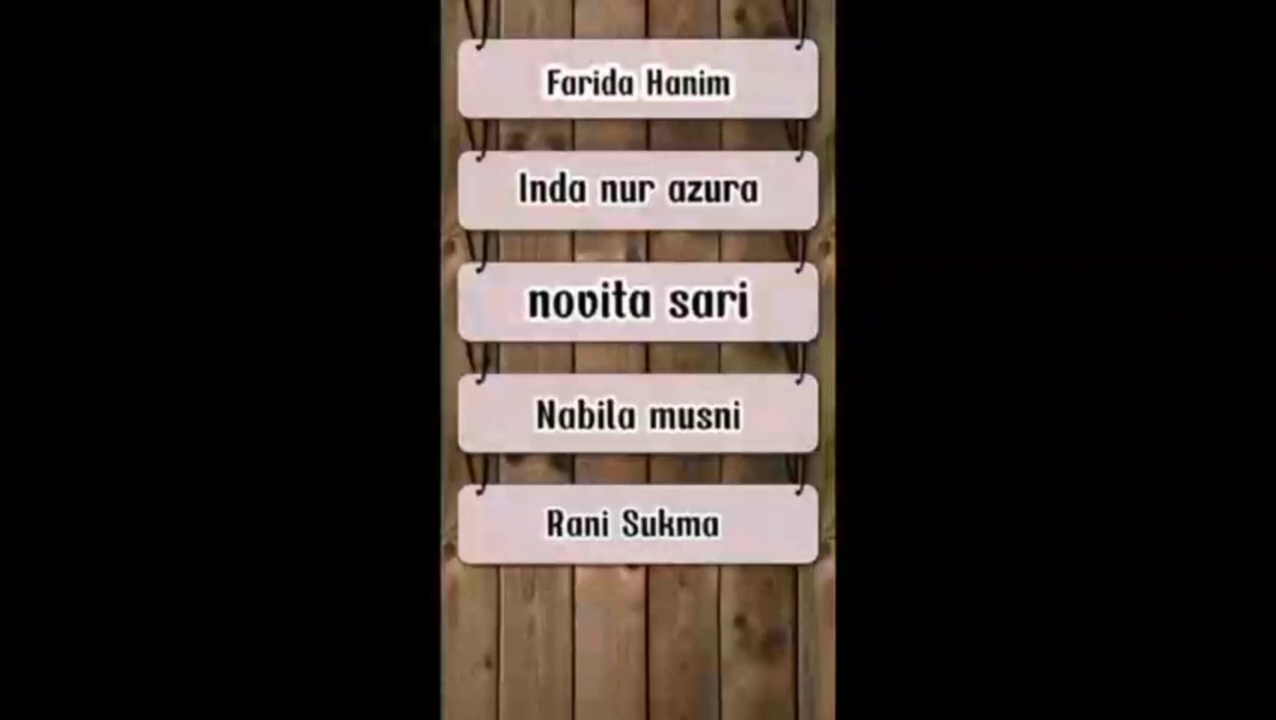 Farida Hanim
Inda nur azura
novita sari
Nabila musni
Rani Sukma